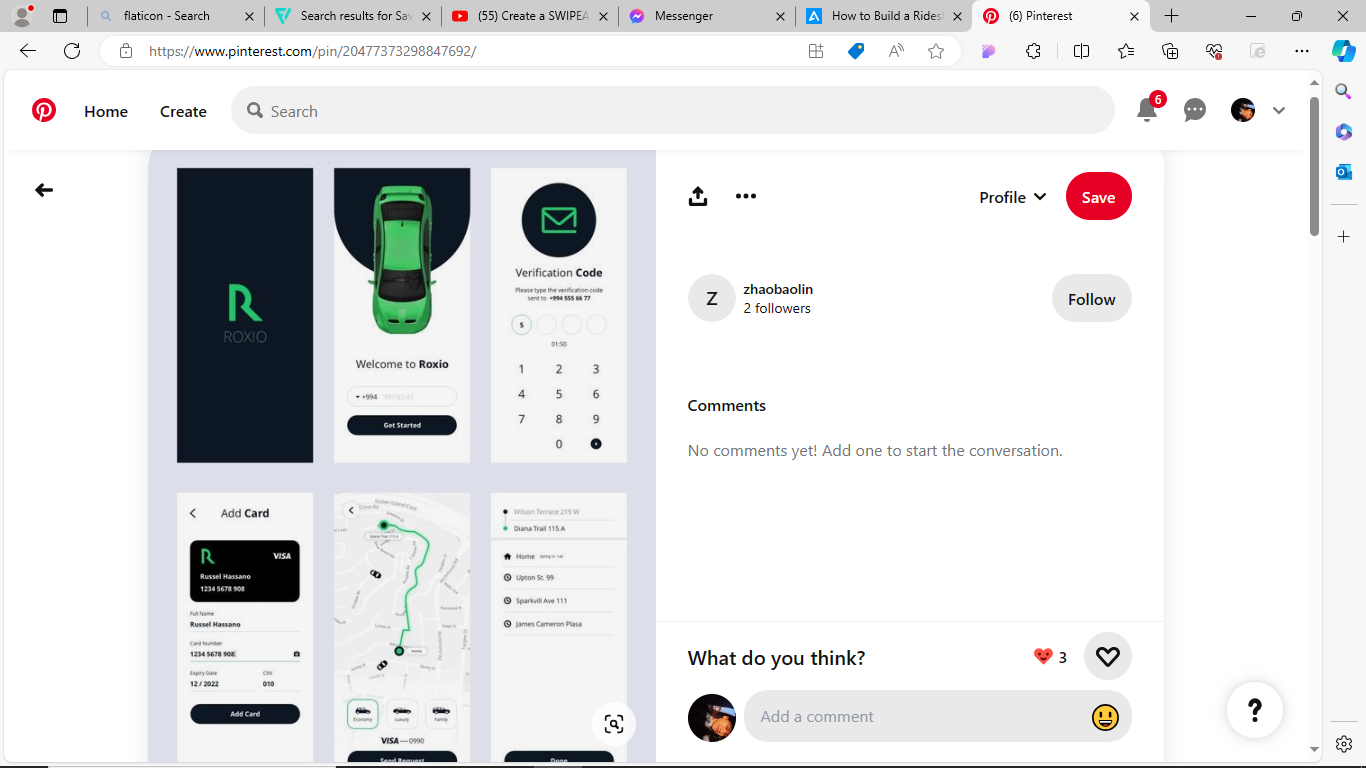 flaticon - Search
Search results for Sav
(55) Create a SWIPEA
Messenger
How to Build a Ridesh
(6) Pinterest
https://www.pinterest.com/pin/20477373298847692/
Home
Create
Search
6
Profile
Save
Z
zhaobaolin
2 followers
Follow
Comments
No comments yet! Add one to start the conversation.
What do you think?
3
Add a comment
?
R
ROXIO
Welcome to Roxio
+994
Get Started
Verification Code
Please type the verification code
sent to +994 555 66 77
5
01:50
1 2 3
4 5 6
7 8 9
0
Add Card
R
VISA
Russel Hassano
1234 5678 908
Full Name
Russel Hassano
Card Number
1234 5678 908
Expiry Date
CVV
12 / 2022
010
Add Card
Diana Trail 115 A
Home
Economy
Luxury
Family
VISA — 0990
Send Request
Wilson Terrace 219 W
Diana Trail 115 A
Home
Upton St. 99
Sparkvill Ave 111
James Cameron Plasa
Done